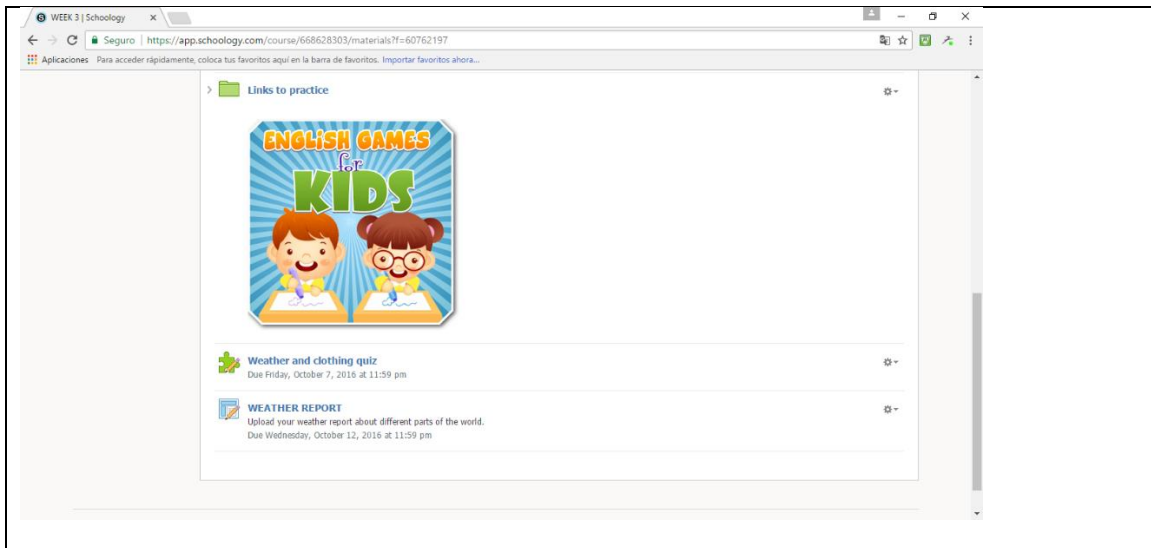 WEEK 3 | Schoology
Seguro | https://app.schoology.com/course/668628303/materials?f=60762197
Aplicaciones Para acceder rápidamente, coloca tus favoritos aquí en la barra de favoritos. Importar favoritos ahora...
Links to practice
ENGLISH GAMES
for
KIDS
Weather and clothing quiz
Due Friday, October 7, 2016 at 11:59 pm
WEATHER REPORT
Upload your weather report about different parts of the world.
Due Wednesday, October 12, 2016 at 11:59 pm